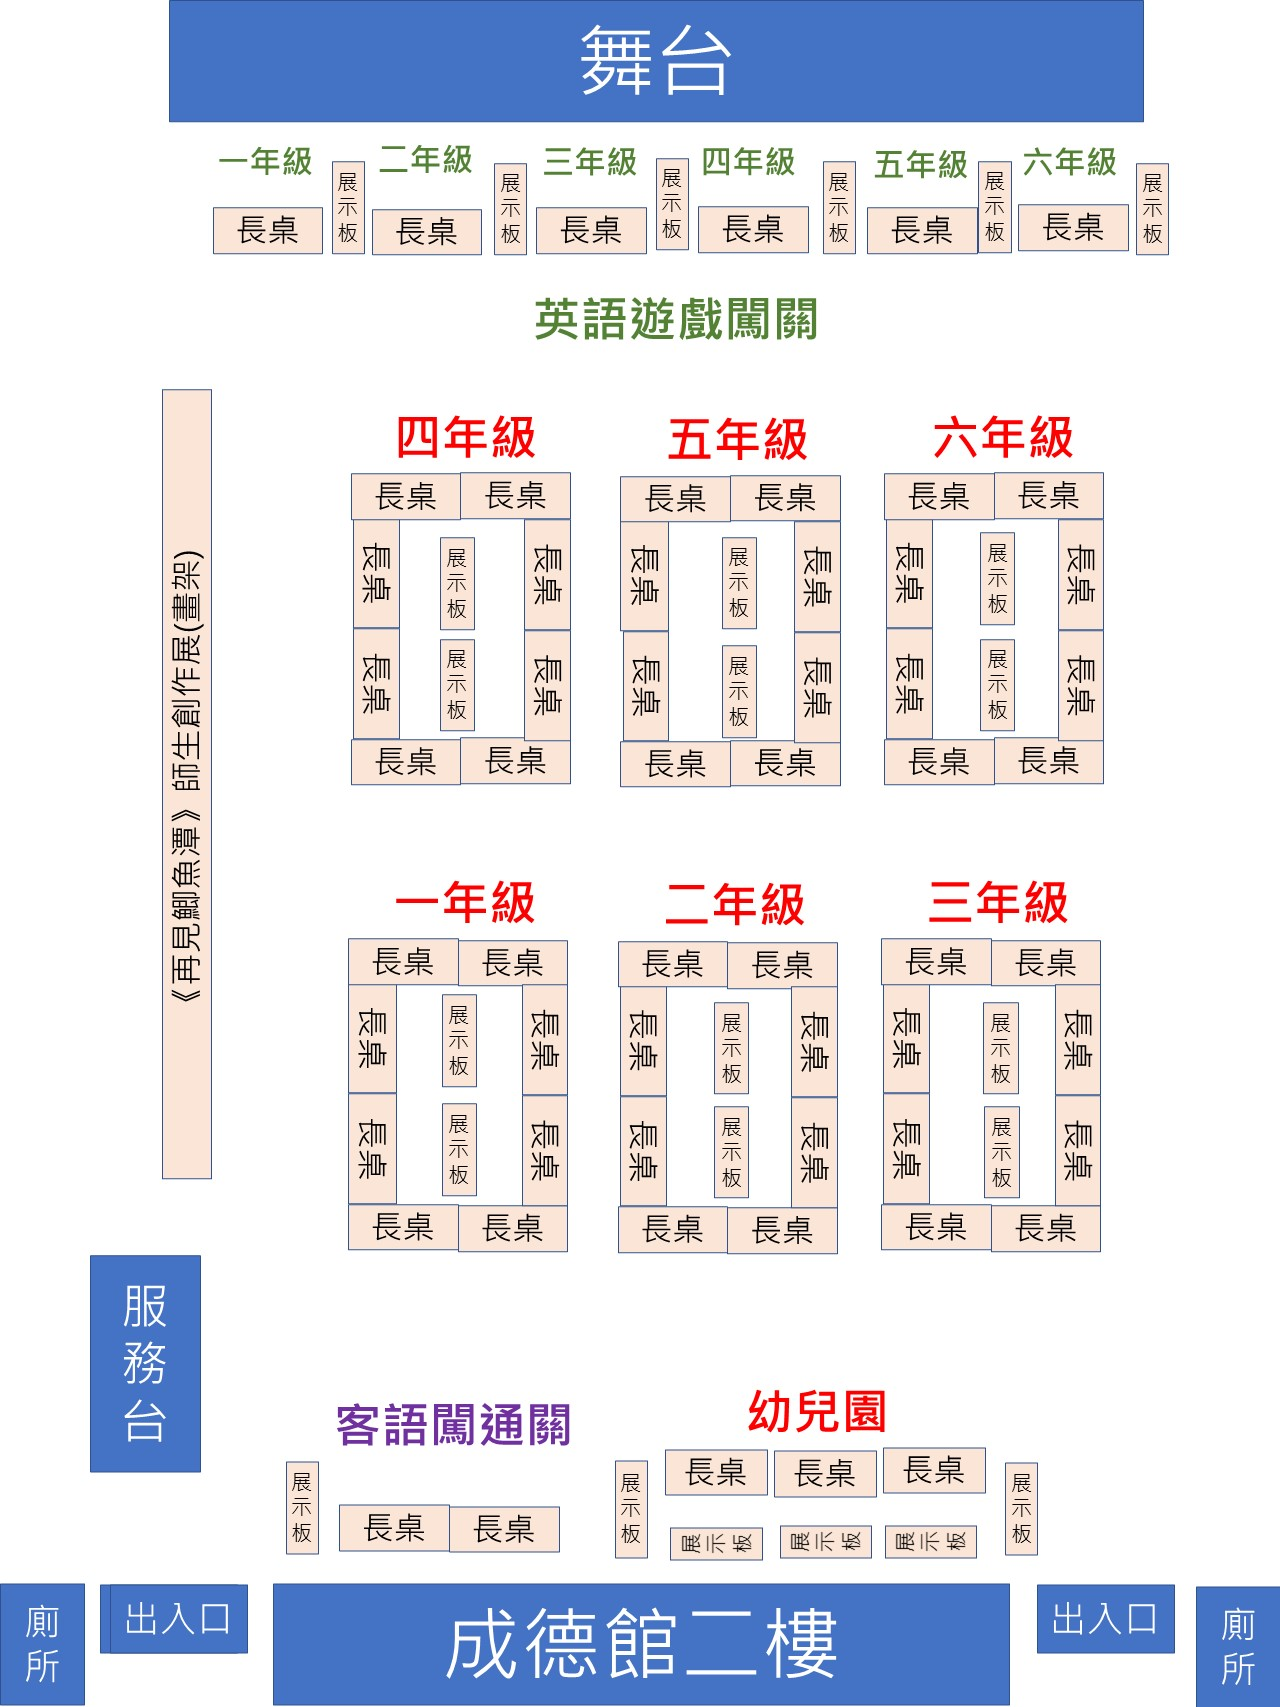 舞台
一年級 二年級 三年級 四年級 五年級 六年級
長桌 展示板 長桌 展示板 長桌 展示板 長桌 展示板 長桌 展示板 長桌 展示板
英語遊戲闖關
《再見鯽魚潭》師生創作展(畫架)
四年級 五年級 六年級
長桌 長桌 長桌 長桌 長桌 長桌
長桌 展示板 長桌 長桌 展示板 長桌 長桌 展示板 長桌
長桌 展示板 長桌 長桌 展示板 長桌 長桌 展示板 長桌
長桌 長桌 長桌 長桌 長桌 長桌
一年級 二年級 三年級
長桌 長桌 長桌 長桌 長桌 長桌
長桌 展示板 長桌 長桌 展示板 長桌 長桌 展示板 長桌
長桌 展示板 長桌 長桌 展示板 長桌 長桌 展示板 長桌
長桌 長桌 長桌 長桌 長桌 長桌
服務台
客語闖通關 幼兒園
展示板 長桌 長桌 展示板 長桌 長桌 長桌 展示板
展示板 展示板 展示板
廁所 出入口 成德館二樓 出入口 廁所